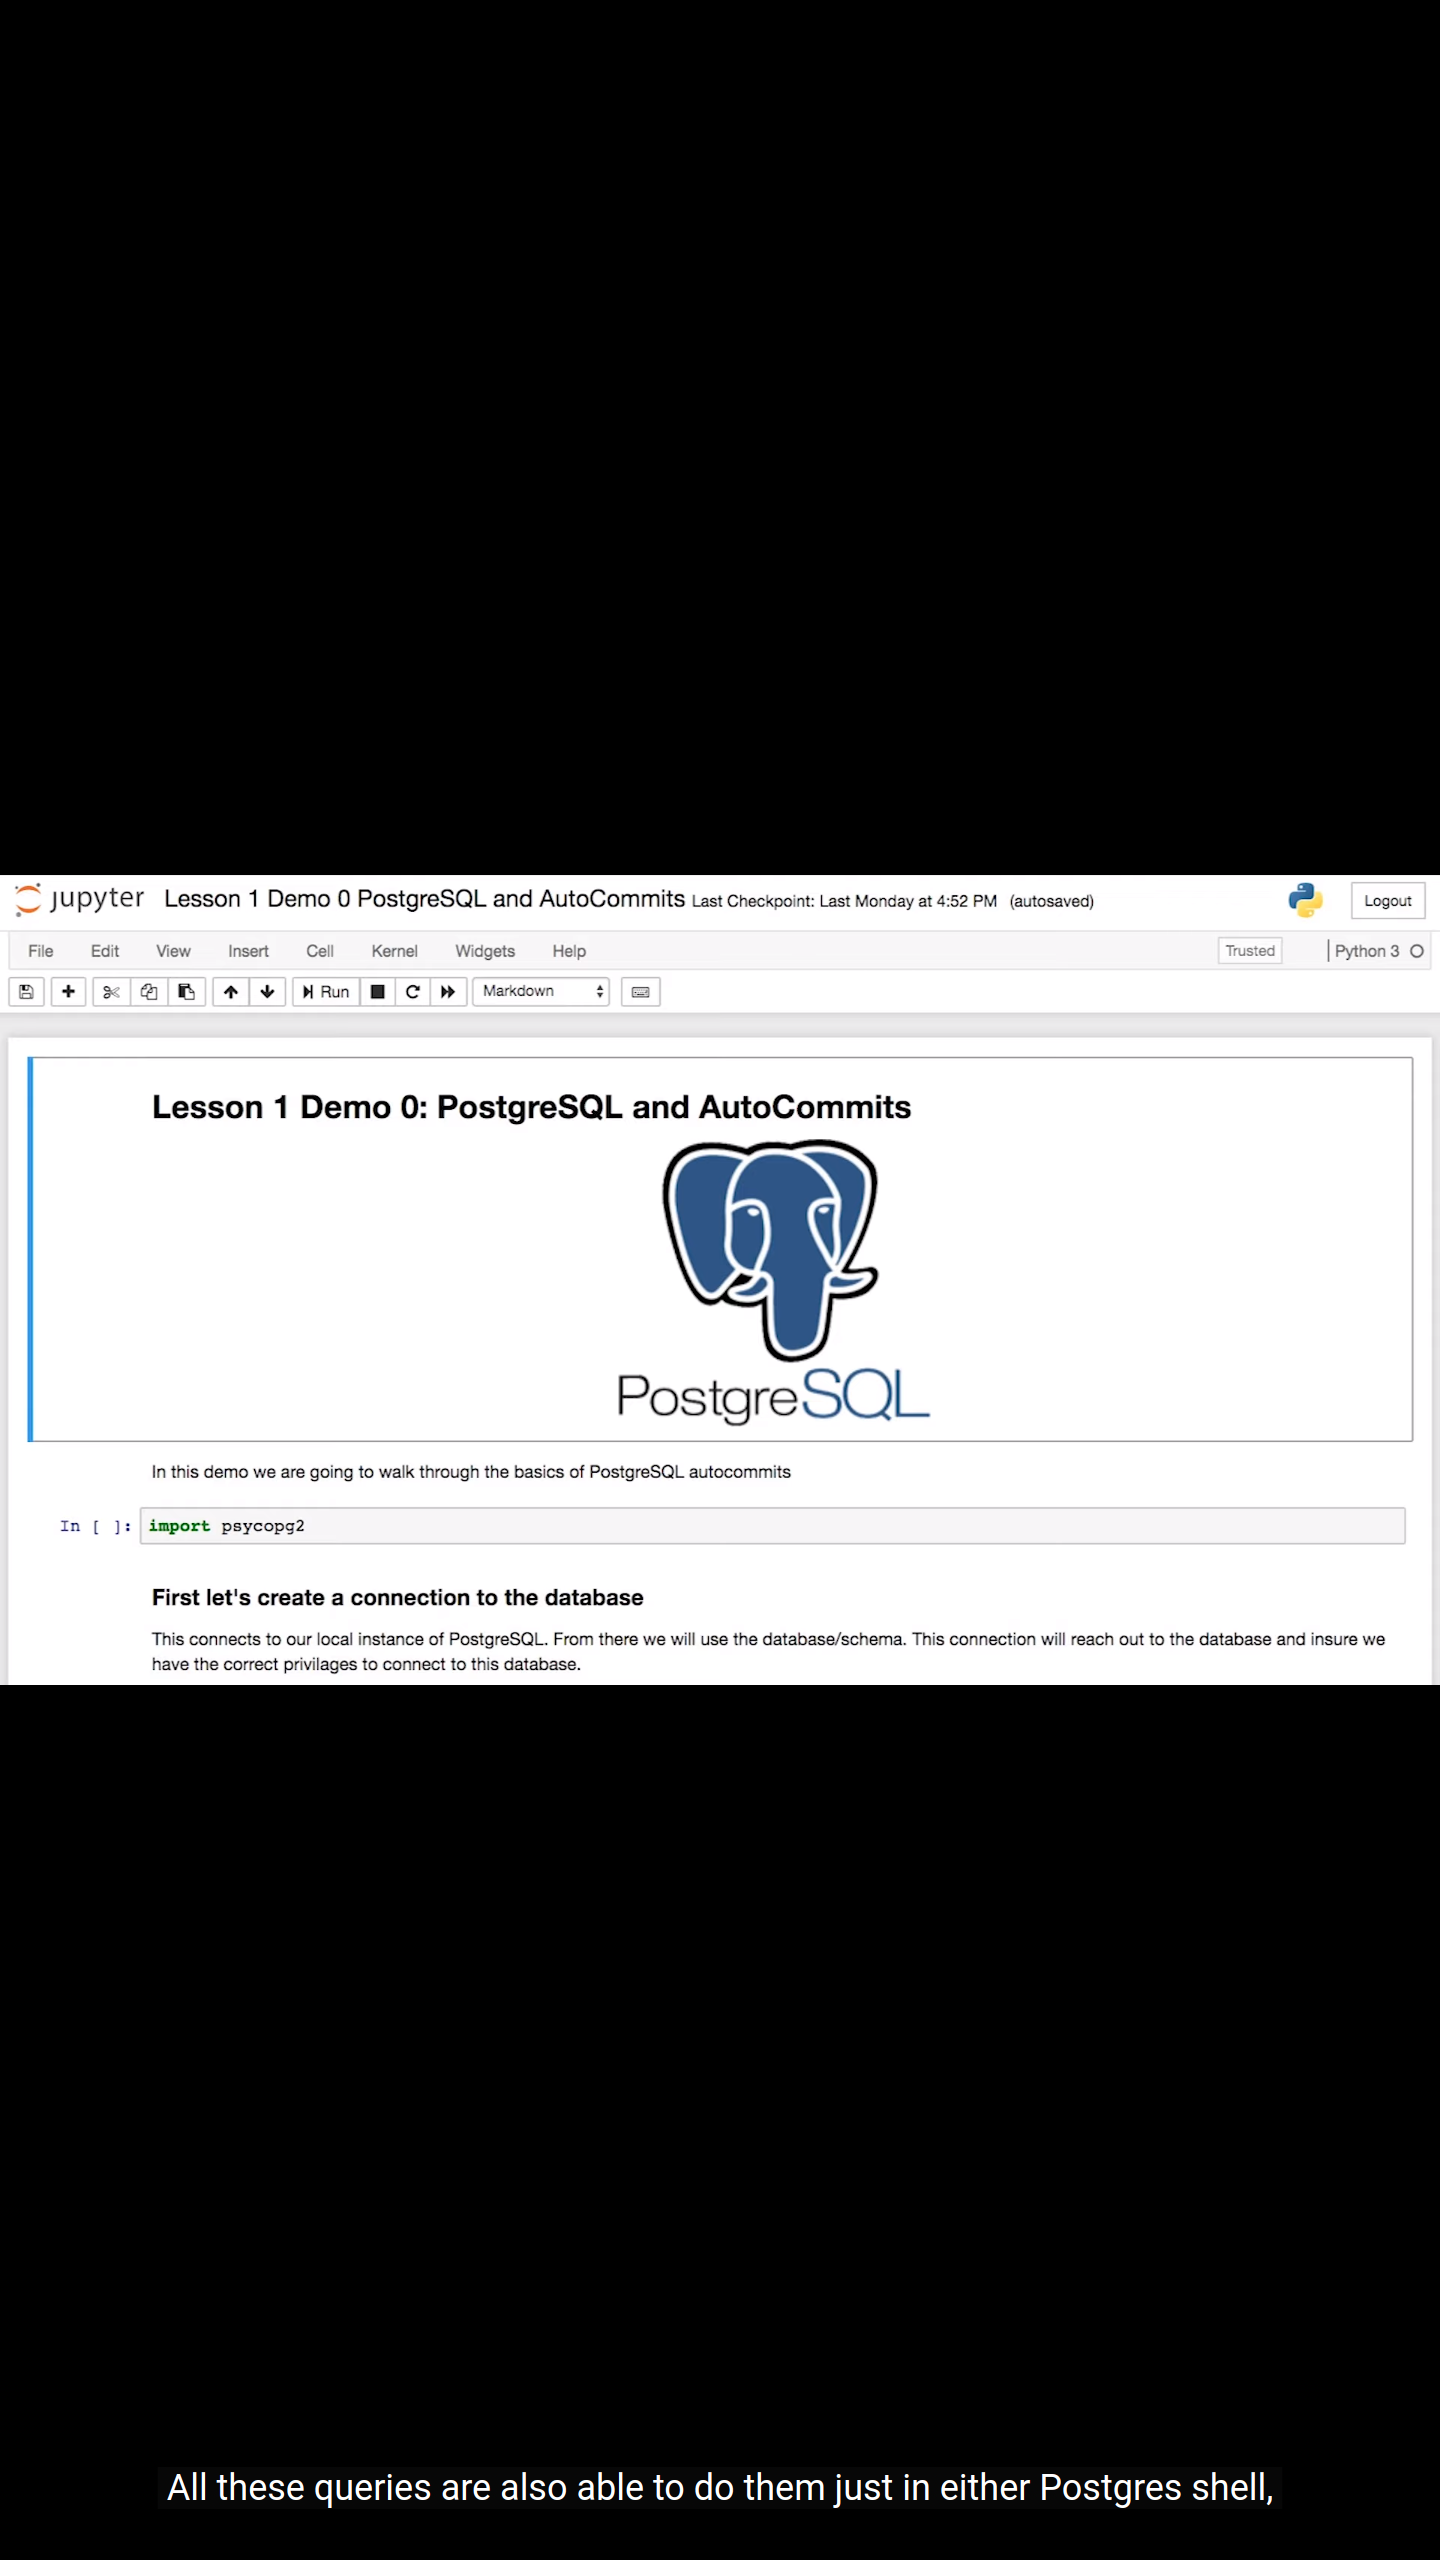 jupyter Lesson 1 Demo 0 PostgreSQL and AutoCommits Last Checkpoint: Last Monday at 4:52 PM (autosaved) Logout
File Edit View Insert Cell Kernel Widgets Help Trusted Python 3
Run Markdown
Lesson 1 Demo 0: PostgreSQL and AutoCommits
PostgreSQL
In this demo we are going to walk through the basics of PostgreSQL autocommits
In [ ]: import psycopg2
First let's create a connection to the database
This connects to our local instance of PostgreSQL. From there we will use the database/schema. This connection will reach out to the database and insure we
have the correct privilages to connect to this database.
All these queries are also able to do them just in either Postgres shell,